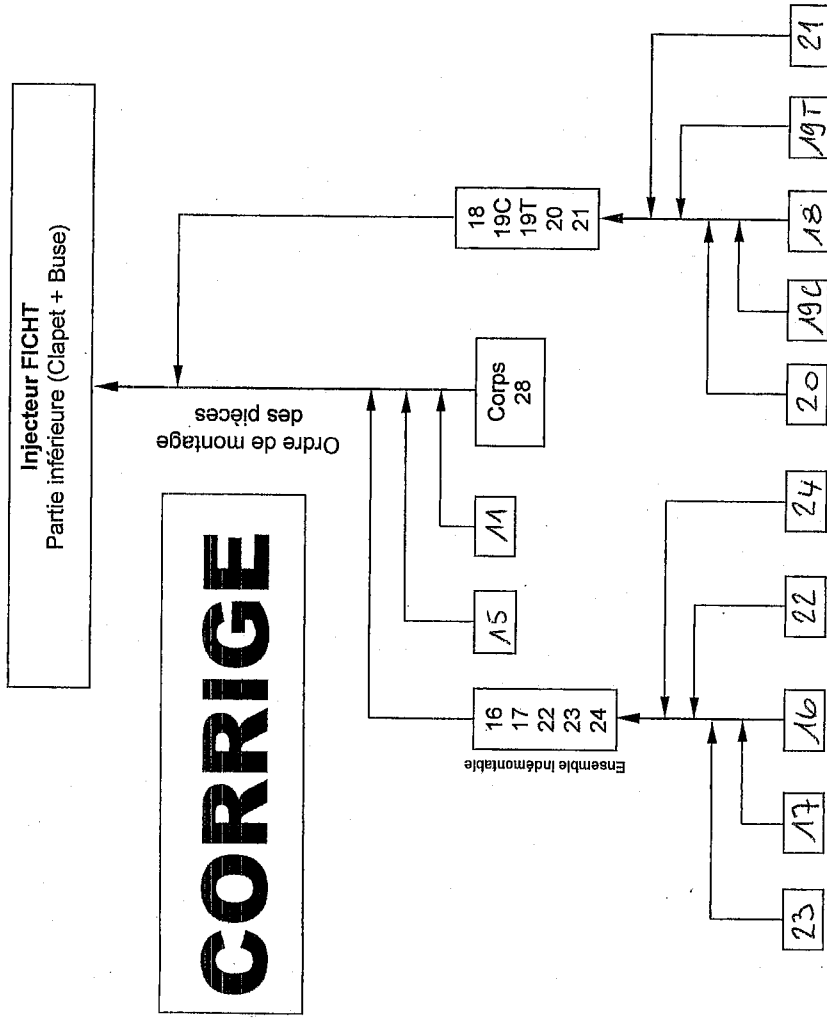 Injecteur FICHT
Partie inférieure (Clapet + Buse)
CORRIGE
Ordre de montage
des pièces
18
19C
19T
20
21
Corps
28
11
15
Ensemble Indémontable
16
17
22
23
24
23
17
16
22
24
20
19C
18
19T
21